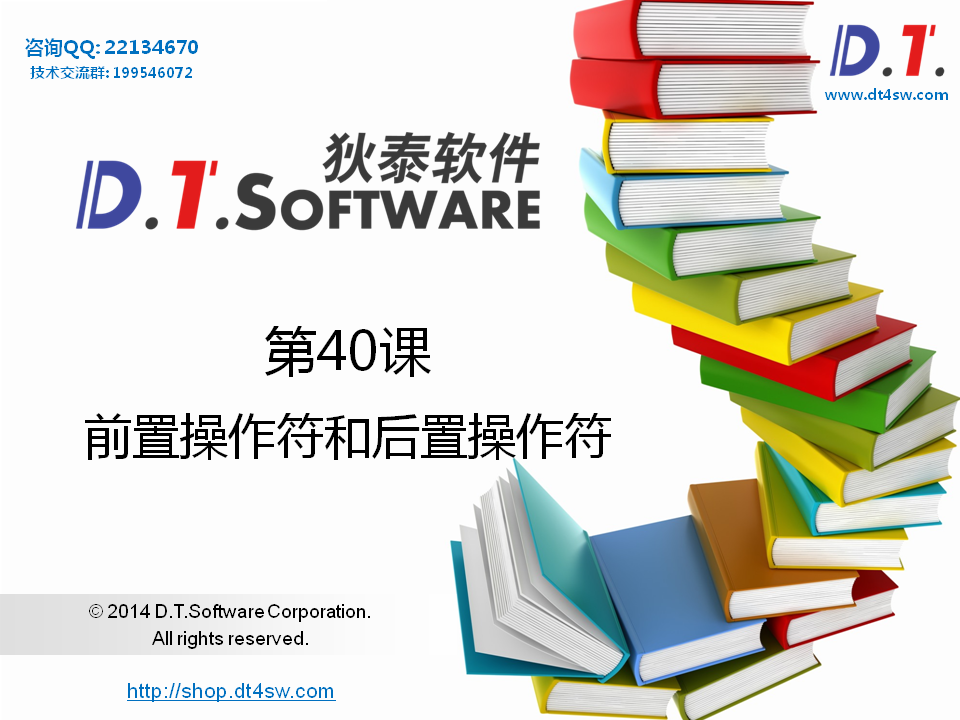 咨询QQ: 22134670
技术交流群: 199546072
D.T.
www.dt4sw.com
狄泰软件
D.T.SOFTWARE
第40课
前置操作符和后置操作符
© 2014 D.T.Software Corporation.
All rights reserved.
http://shop.dt4sw.com